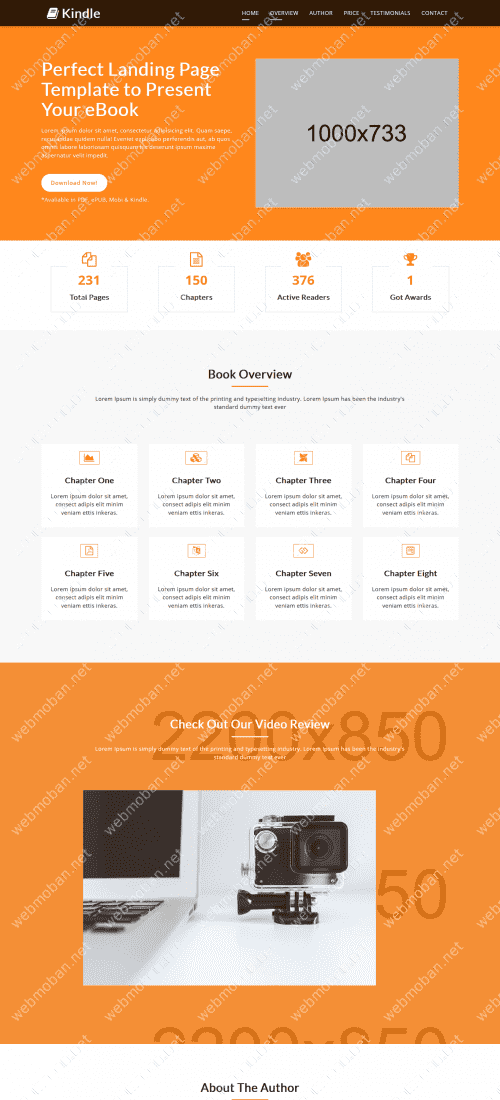 Kindle
HOME OVERVIEW AUTHOR PRICE TESTIMONIALS CONTACT
Perfect Landing Page
Template to Present
Your eBook
Lorem ipsum dolor sit amet, consectetur adipisicing elit. Quam saepe,
ab quos
omnis labore laboriosam quisquam hic deserunt ipsum maxime
aspernatur velit impedit.
Download Now!
*Avaliable in PDF, ePUB, Mobi & Kindle.
1000x733
231
Total Pages
150
Chapters
376
Active Readers
1
Got Awards
Book Overview
Lorem Ipsum is simply dummy text of the printing and typesetting industry. Lorem Ipsum has been the industry's
standard dummy text ever
Chapter One
Lorem ipsum dolor sit amet,
consect adipis elit minim
veniam ettis inkeras.
Chapter Two
Lorem ipsum dolor sit amet,
consect adipis elit minim
veniam ettis inkeras.
Chapter Three
Lorem ipsum dolor sit amet,
consect adipis elit minim
veniam ettis inkeras.
Chapter Four
Lorem ipsum dolor sit amet,
consect adipis elit minim
veniam ettis inkeras.
Chapter Five
Lorem ipsum dolor sit amet,
consect adipis elit minim
veniam ettis inkeras.
Chapter Six
Lorem ipsum dolor sit amet,
consect adipis elit minim
veniam ettis inkeras.
Chapter Seven
Lorem ipsum dolor sit amet,
consect adipis elit minim
veniam ettis inkeras.
Chapter Eight
Lorem ipsum dolor sit amet,
consect adipis elit minim
veniam ettis inkeras.
2200x850
Check Out Our Video Review
Lorem Ipsum is simply dummy text of the printing and typesetting industry. Lorem Ipsum has been the industry's
standard dummy text ever
50
2200x850
About The Author
webmoban.net